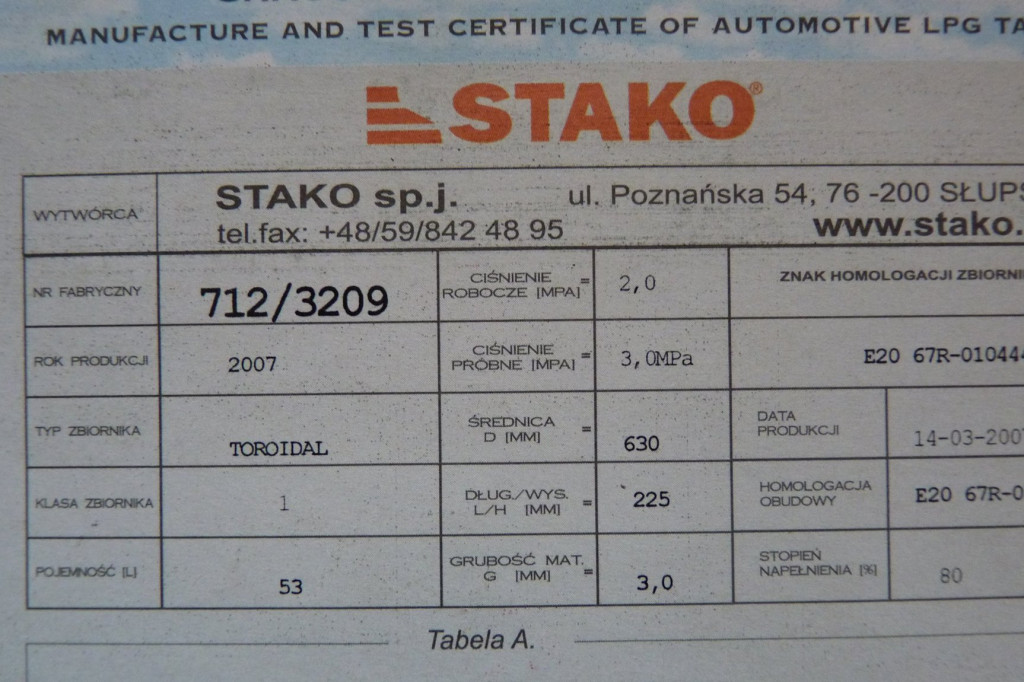 MANUFACTURE AND TEST CERTIFICATE OF AUTOMOTIVE LPG TA
STAKO®
WYTWÓRCA
STAKO sp.j.
ul. Poznańska 54, 76 -200 SŁUPS
tel.fax: +48/59/842 48 95
www.stako.
NR FABRYCZNY
712/3209
CIŚNIENIE
ROBOCZE [MPA]
=
2,0
ZNAK HOMOLOGACJI ZBIORNI
ROK PRODUKCJI
2007
CIŚNIENIE
PRÓBNE [MPA]
=
3,0MPa
E20 67R-01044
TYP ZBIORNIKA
TOROIDAL
ŚREDNICA
D [MM]
=
630
DATA
PRODUKCJI
14-03-2007
KLASA ZBIORNIKA
1
DŁUG./WYS.
L/H [MM]
=
225
HOMOLOGACJA
OBUDOWY
E20 67R-0
POJEMNOŚĆ [L]
53
GRUBOŚĆ MAT.
G [MM]
=
3,0
STOPIEŃ
NAPEŁNIENIA [%]
80
Tabela A.